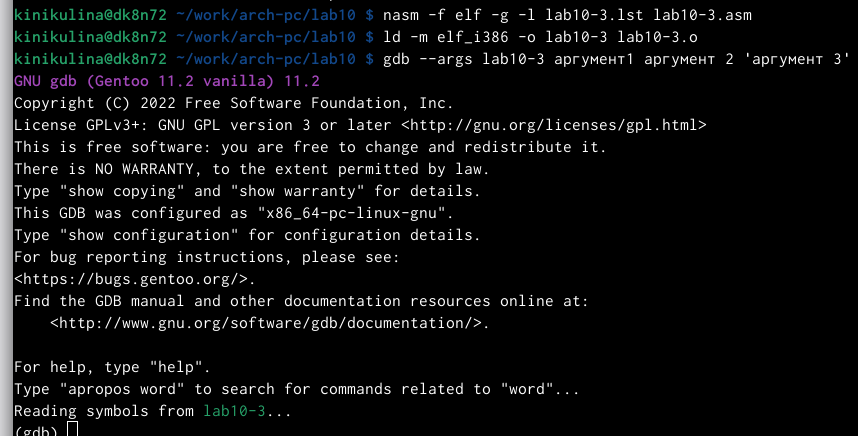 kinikulina@dk8n72 ~/work/arch-pc/lab10 $ nasm -f elf -g -l lab10-3.lst lab10-3.asm
kinikulina@dk8n72 ~/work/arch-pc/lab10 $ ld -m elf_i386 -o lab10-3 lab10-3.o
kinikulina@dk8n72 ~/work/arch-pc/lab10 $ gdb --args lab10-3 аргумент1 аргумент 2 'аргумент 3'
GNU gdb (Gentoo 11.2 vanilla) 11.2
Copyright (C) 2022 Free Software Foundation, Inc.
License GPLv3+: GNU GPL version 3 or later <http://gnu.org/licenses/gpl.html>
This is free software: you are free to change and redistribute it.
There is NO WARRANTY, to the extent permitted by law.
Type "show copying" and "show warranty" for details.
This GDB was configured as "x86_64-pc-linux-gnu".
Type "show configuration" for configuration details.
For bug reporting instructions, please see:
<https://bugs.gentoo.org/>.
Find the GDB manual and other documentation resources online at:
    <http://www.gnu.org/software/gdb/documentation/>.

For help, type "help".
Type "apropos word" to search for commands related to "word"...
Reading symbols from lab10-3...
(gdb)